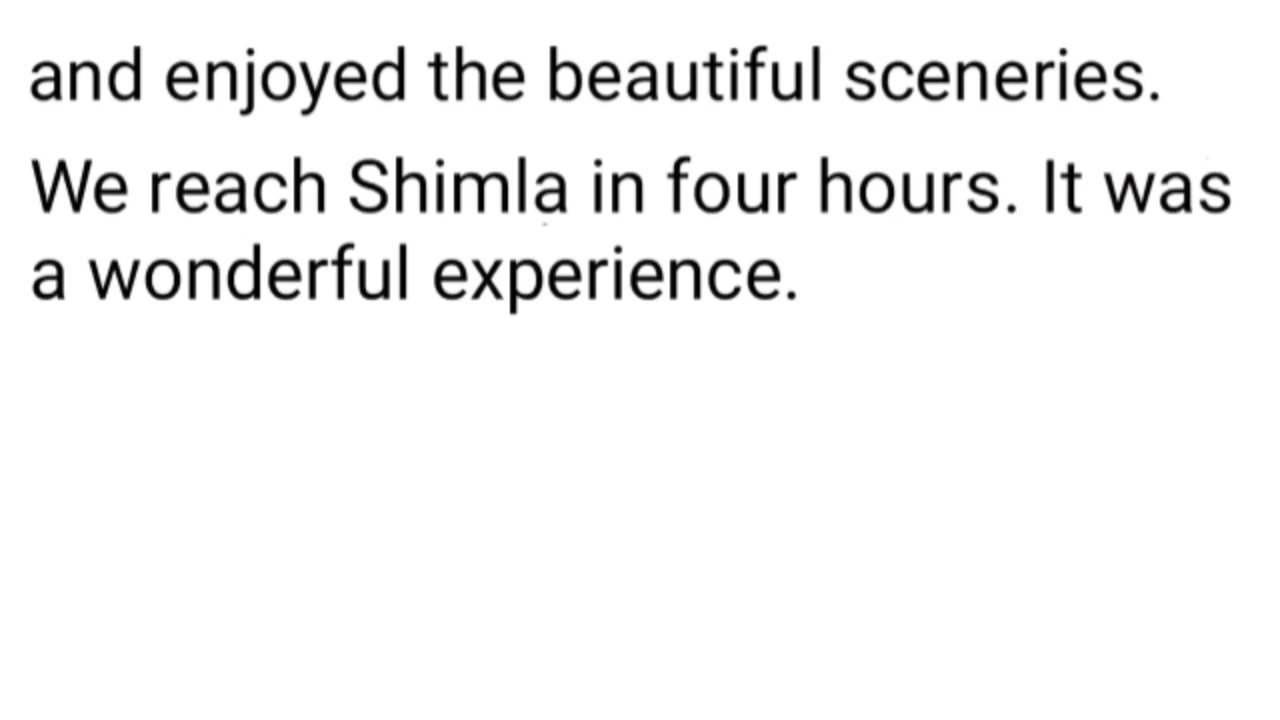 and enjoyed the beautiful sceneries.
We reach Shimla in four hours. It was
a wonderful experience.